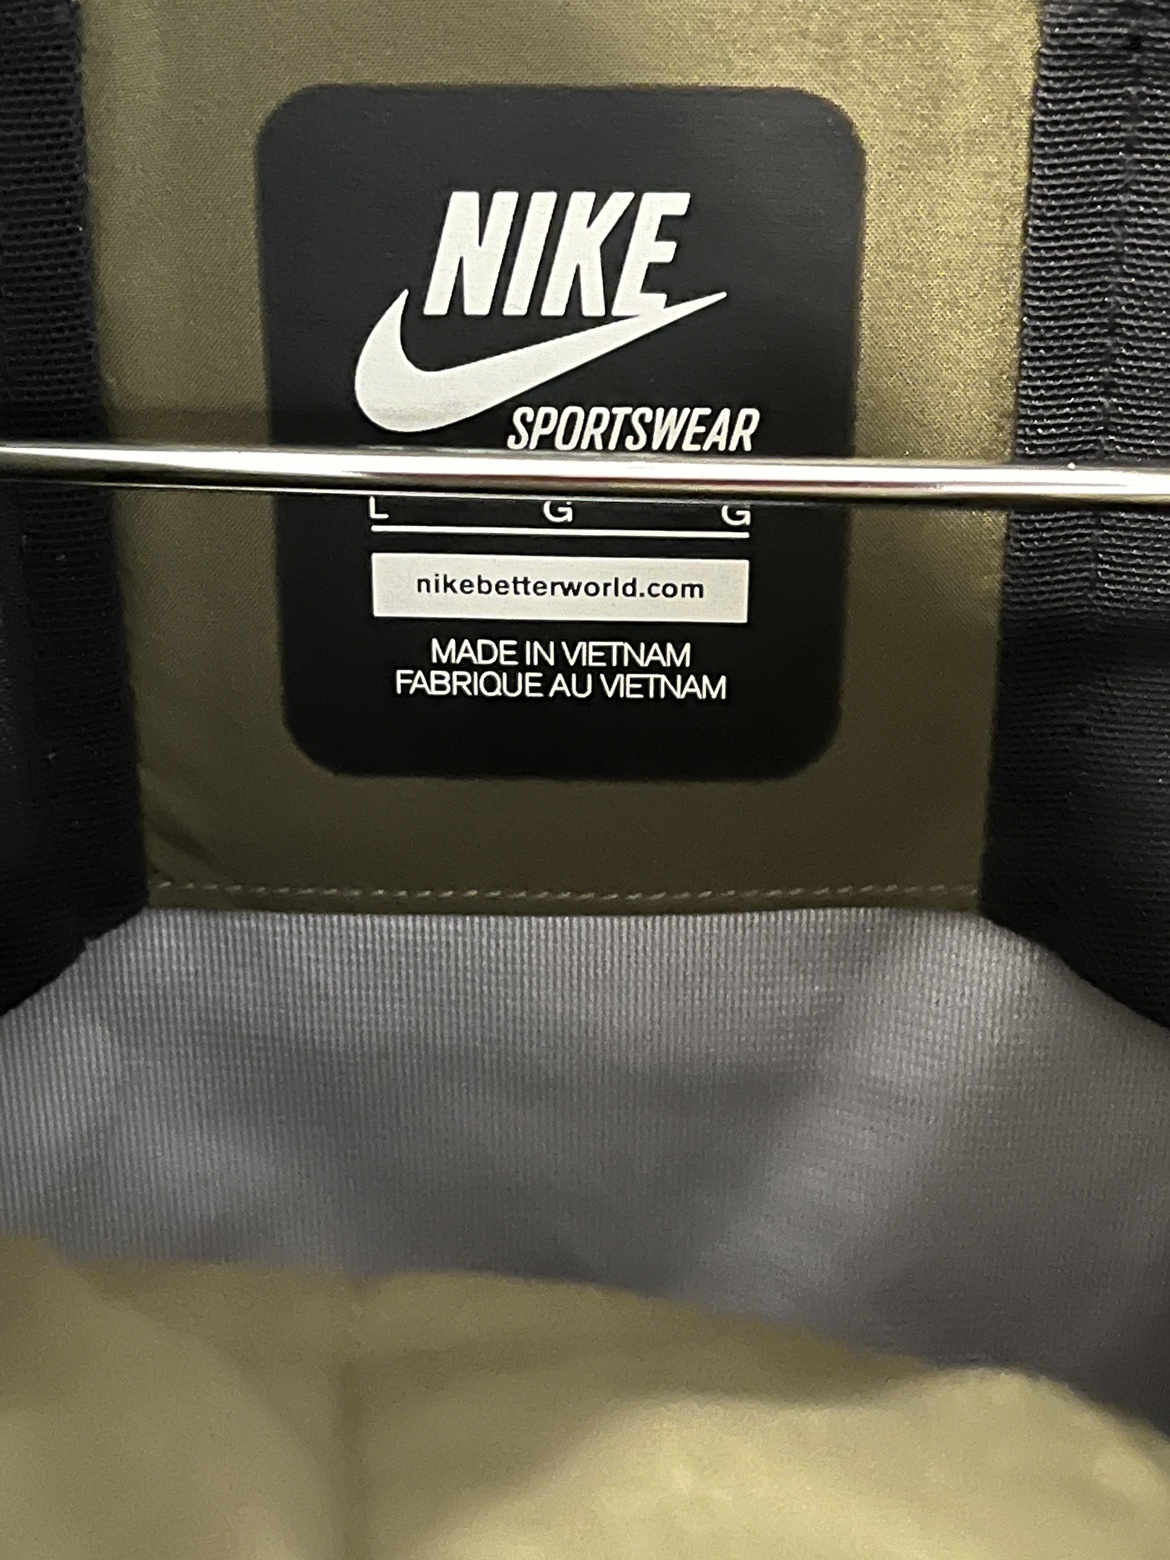 NIKE
SPORTSWEAR
L G G
nikebetterworld.com
MADE IN VIETNAM
FABRIQUE AU VIETNAM